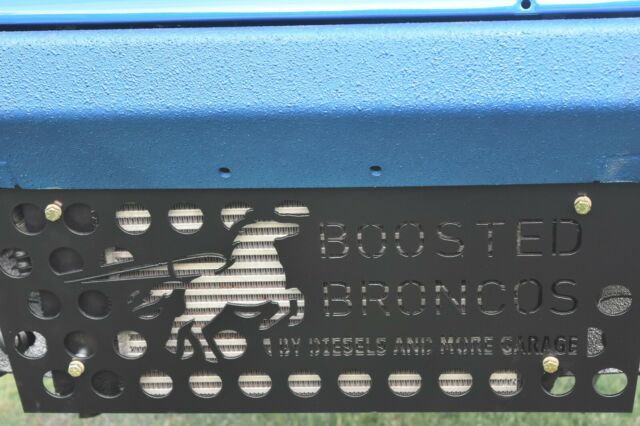 BOOSTED
BRONCOS
BY DIESELS AND MORE GARAGE